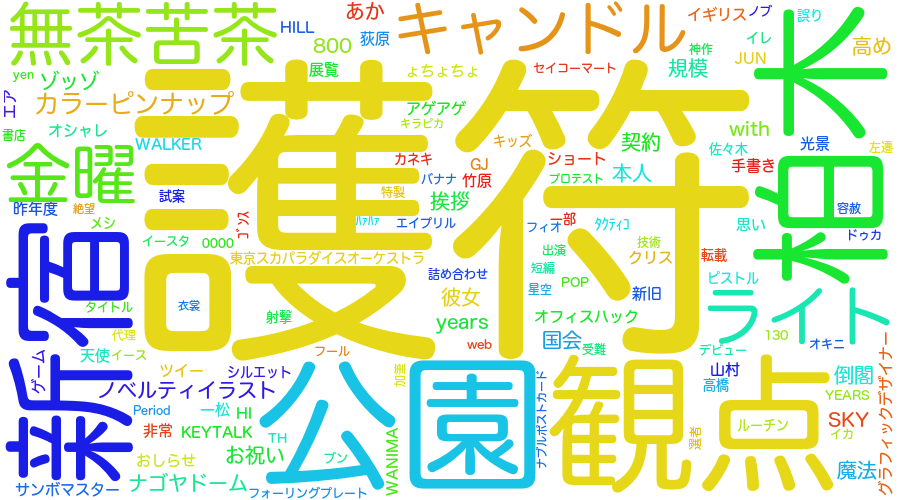 無茶苦茶
HILL
あか
キャンドル
イギリス
ノブ
誤り
800
荻原
神作
イレ
高め
JUN
yen
ゾッゾ
展覧
ょちょちょ
セイコーマート
規模
柏木
エア
カラーピンナップ
護符
アゲアゲ
キラピカ
キッズ
契約
with
書店
オシャレ
WALKER
カネキ
GJ
ショート
佐々木
光景
左遷
金曜
試案
バナナ
竹原
プロテスト
本人
手書き
特製
挨拶
昨年度
絶望
メシ
ゴンス
ハァハァ
エイプリル
フィオ
一部
タクティコ
思い
容赦
ドゥカ
新宿
イースタ
0000
東京スカパラダイスオーケストラ
出演
技術
クリス
転載
詰め合わせ
短編
POP
ピストル
ライト
タイトル
衣裳
彼女
星空
新旧
射撃
years
オフィスハック
代理
国会
130
天使
イース
フール
web
受難
デビュー
オキニ
ゲーム
ツイー
シルエット
加重
山村
倒閣
ノベルティイラスト
公園
観点
高橋
YEARS
グラフィックデザイナー
Period
一松
HI
ナブルポストカード
SKY
非常
KEYTALK
TH
WANIMA
選者
ルーチン
イカ
おしらせ
お祝い
ブン
魔法
サンボマスター
ナゴヤドーム
フォーリングプレート